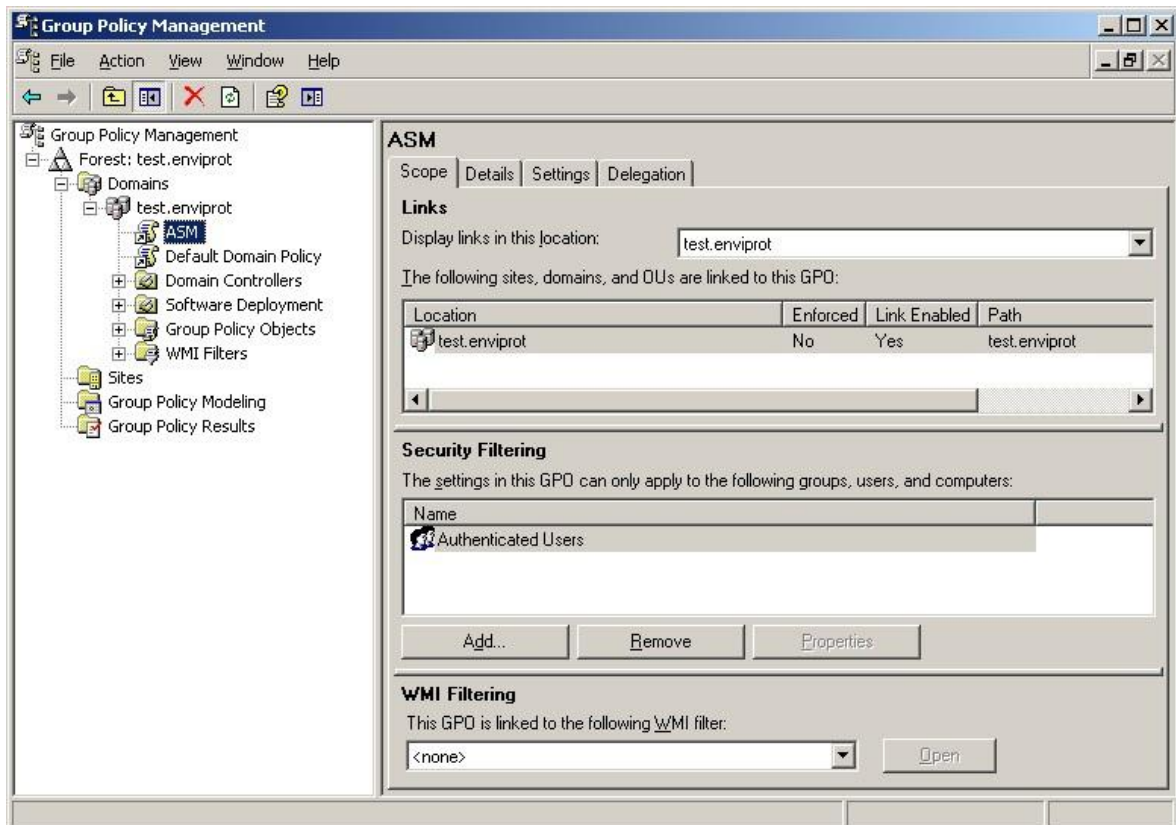 Group Policy Management
File Action View Window Help
Group Policy Management
Forest: test.enviprot
Domains
test.enviprot
ASM
Default Domain Policy
Domain Controllers
Software Deployment
Group Policy Objects
WMI Filters
Sites
Group Policy Modeling
Group Policy Results
ASM
Scope Details Settings Delegation
Links
Display links in this location: test.enviprot
The following sites, domains, and OUs are linked to this GPO:
Location Enforced Link Enabled Path
test.enviprot No Yes test.enviprot
Security Filtering
The settings in this GPO can only apply to the following groups, users, and computers:
Name
Authenticated Users
Add... Remove Properties
WMI Filtering
This GPO is linked to the following WMI filter:
<none> Open